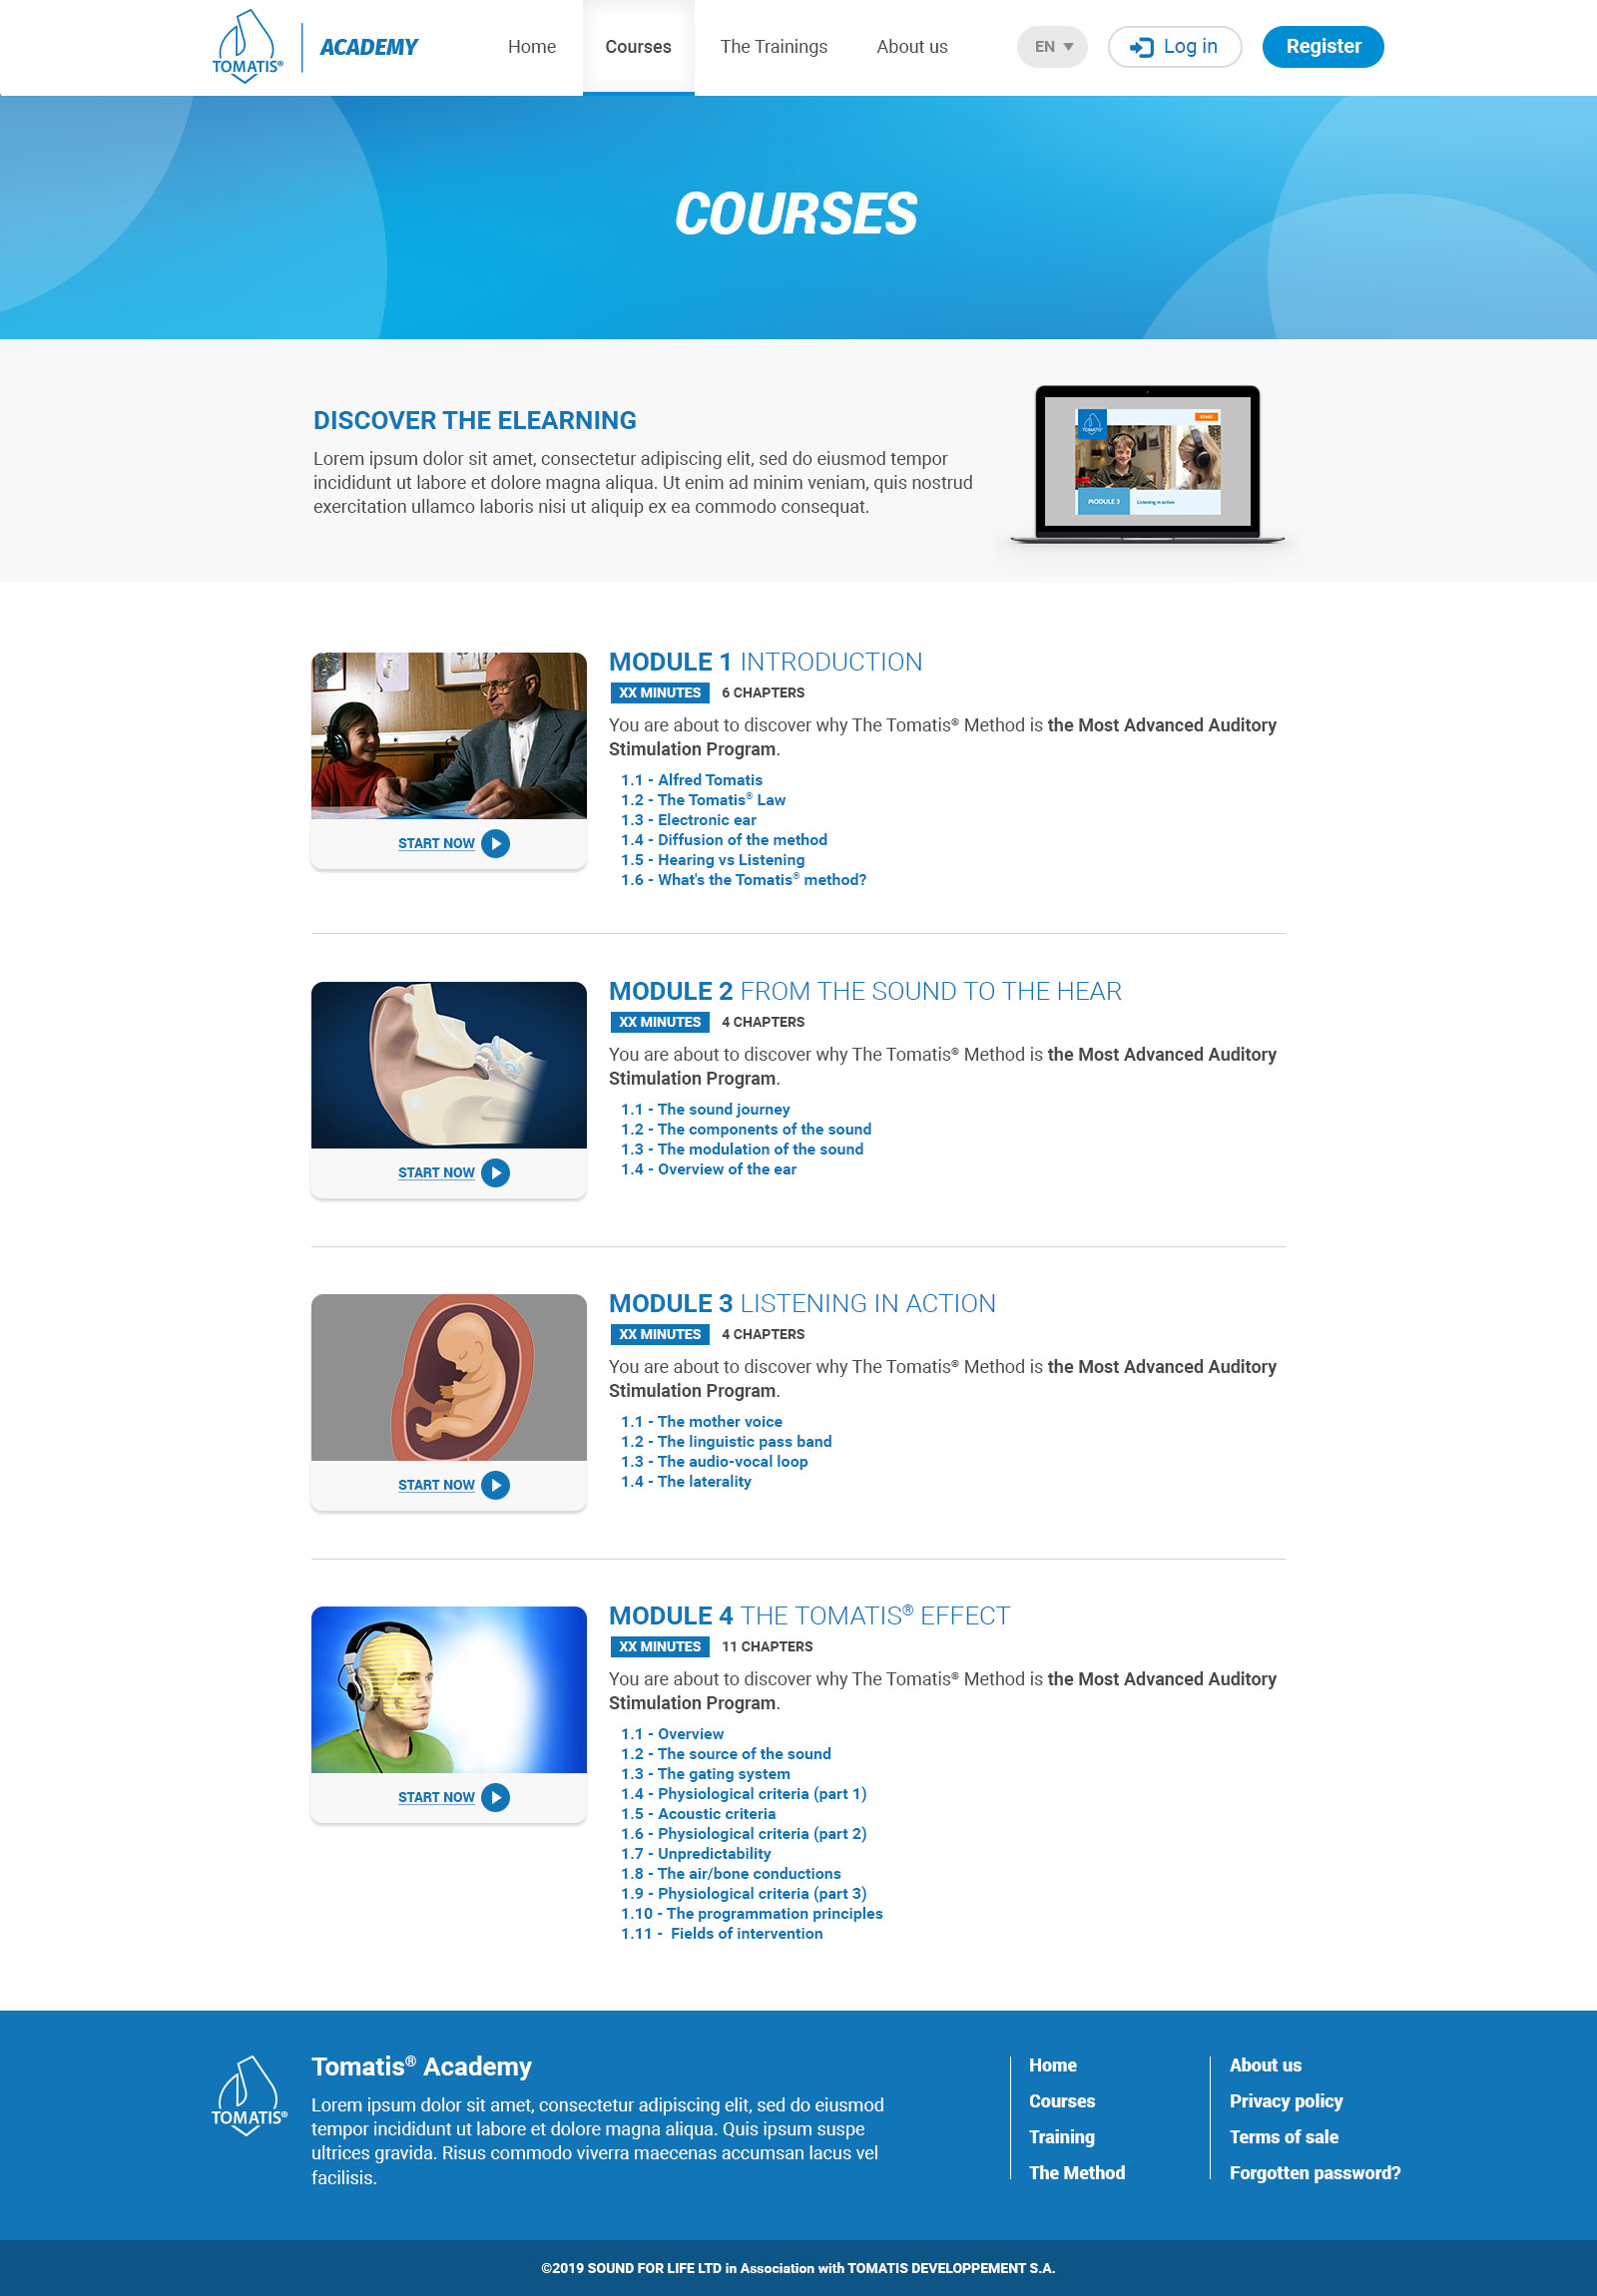 TOMATIS®
ACADEMY
Home
Courses
The Trainings
About us
EN
Log in
Register
COURSES
DISCOVER THE ELEARNING
Lorem ipsum dolor sit amet, consectetur adipiscing elit, sed do eiusmod tempor
incididunt ut labore et dolore magna aliqua. Ut enim ad minim veniam, quis nostrud
exercitation ullamco laboris nisi ut aliquip ex ea commodo consequat.
TOMATIS®
START
MODULE 3
Listening in action
MODULE 1 INTRODUCTION
XX MINUTES 6 CHAPTERS
You are about to discover why The Tomatis® Method is the Most Advanced Auditory
Stimulation Program.
1.1 - Alfred Tomatis
1.2 - The Tomatis® Law
1.3 - Electronic ear
1.4 - Diffusion of the method
1.5 - Hearing vs Listening
1.6 - What's the Tomatis® method?
START NOW
MODULE 2 FROM THE SOUND TO THE HEAR
XX MINUTES 4 CHAPTERS
You are about to discover why The Tomatis® Method is the Most Advanced Auditory
Stimulation Program.
1.1 - The sound journey
1.2 - The components of the sound
1.3 - The modulation of the sound
1.4 - Overview of the ear
START NOW
MODULE 3 LISTENING IN ACTION
XX MINUTES 4 CHAPTERS
You are about to discover why The Tomatis® Method is the Most Advanced Auditory
Stimulation Program.
1.1 - The mother voice
1.2 - The linguistic pass band
1.3 - The audio-vocal loop
1.4 - The laterality
START NOW
MODULE 4 THE TOMATIS® EFFECT
XX MINUTES 11 CHAPTERS
You are about to discover why The Tomatis® Method is the Most Advanced Auditory
Stimulation Program.
1.1 - Overview
1.2 - The source of the sound
1.3 - The gating system
1.4 - Physiological criteria (part 1)
1.5 - Acoustic criteria
1.6 - Physiological criteria (part 2)
1.7 - Unpredictability
1.8 - The air/bone conductions
1.9 - Physiological criteria (part 3)
1.10 - The programmation principles
1.11 -  Fields of intervention
START NOW
TOMATIS®
Tomatis® Academy
Lorem ipsum dolor sit amet, consectetur adipiscing elit, sed do eiusmod
tempor incididunt ut labore et dolore magna aliqua. Quis ipsum suspe
ultrices gravida. Risus commodo viverra maecenas accumsan lacus vel
facilisis.
Home
Courses
Training
The Method
About us
Privacy policy
Terms of sale
Forgotten password?
©2019 SOUND FOR LIFE LTD in Association with TOMATIS DEVELOPPEMENT S.A.